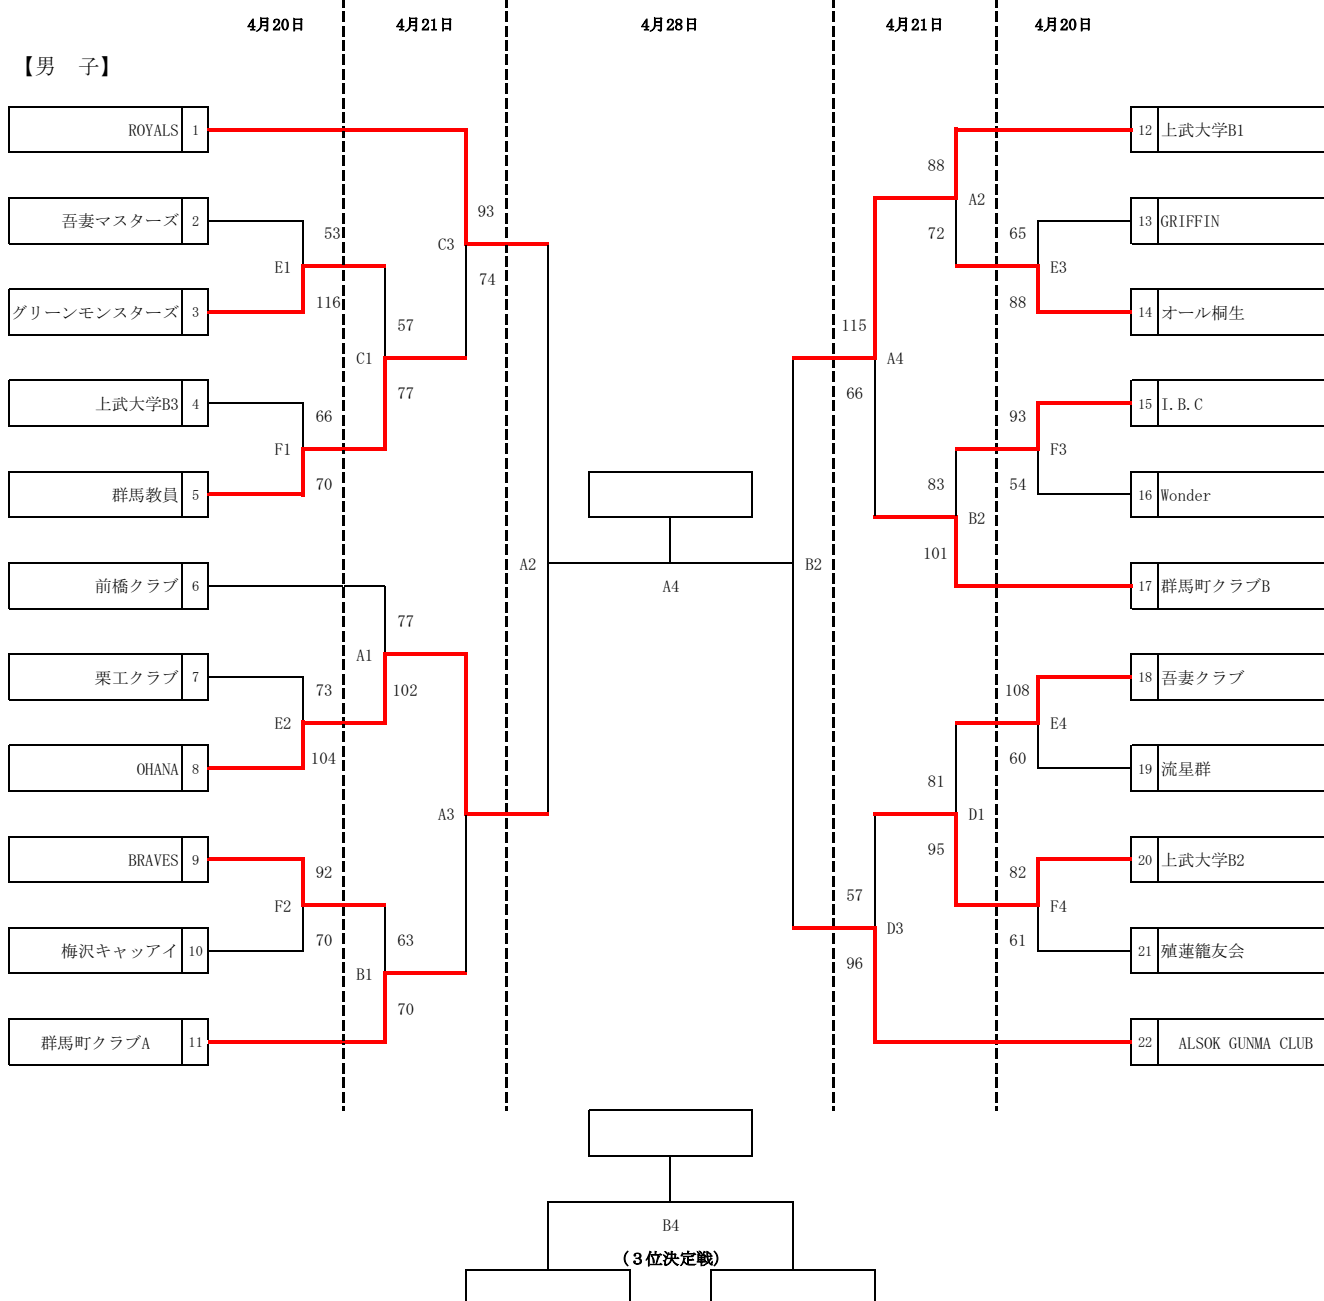 4月20日 4月21日 4月28日 4月21日 4月20日
【男　子】
ROYALS 1
12 上武大学B1
88
A2
93
吾妻マスターズ 2
13 GRIFFIN
53
72
65
C3
E1
E3
74
116
88
グリーンモンスターズ 3
14 オール桐生
57
115
C1
A4
77
66
上武大学B3 4
15 I.B.C
66
93
F1
F3
70
83
54
群馬教員 5
16 Wonder
B2
101
A2
B2
前橋クラブ 6
A4
17 群馬町クラブB
77
A1
栗工クラブ 7
18 吾妻クラブ
73
102
108
E2
E4
104
60
OHANA 8
19 流星群
81
A3
D1
95
BRAVES 9
20 上武大学B2
92
82
57
F2
F4
70
63
D3
61
梅沢キャッアイ 10
21 殖蓮籠友会
B1
96
70
群馬町クラブA 11
22 ALSOK GUNMA CLUB
B4
(３位決定戦)